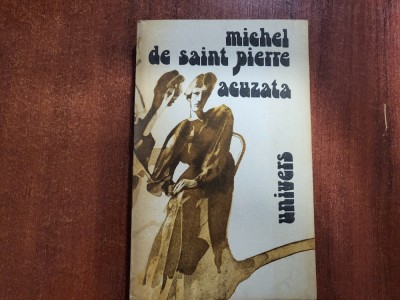 michel
de saint pierre
acuzata
univers